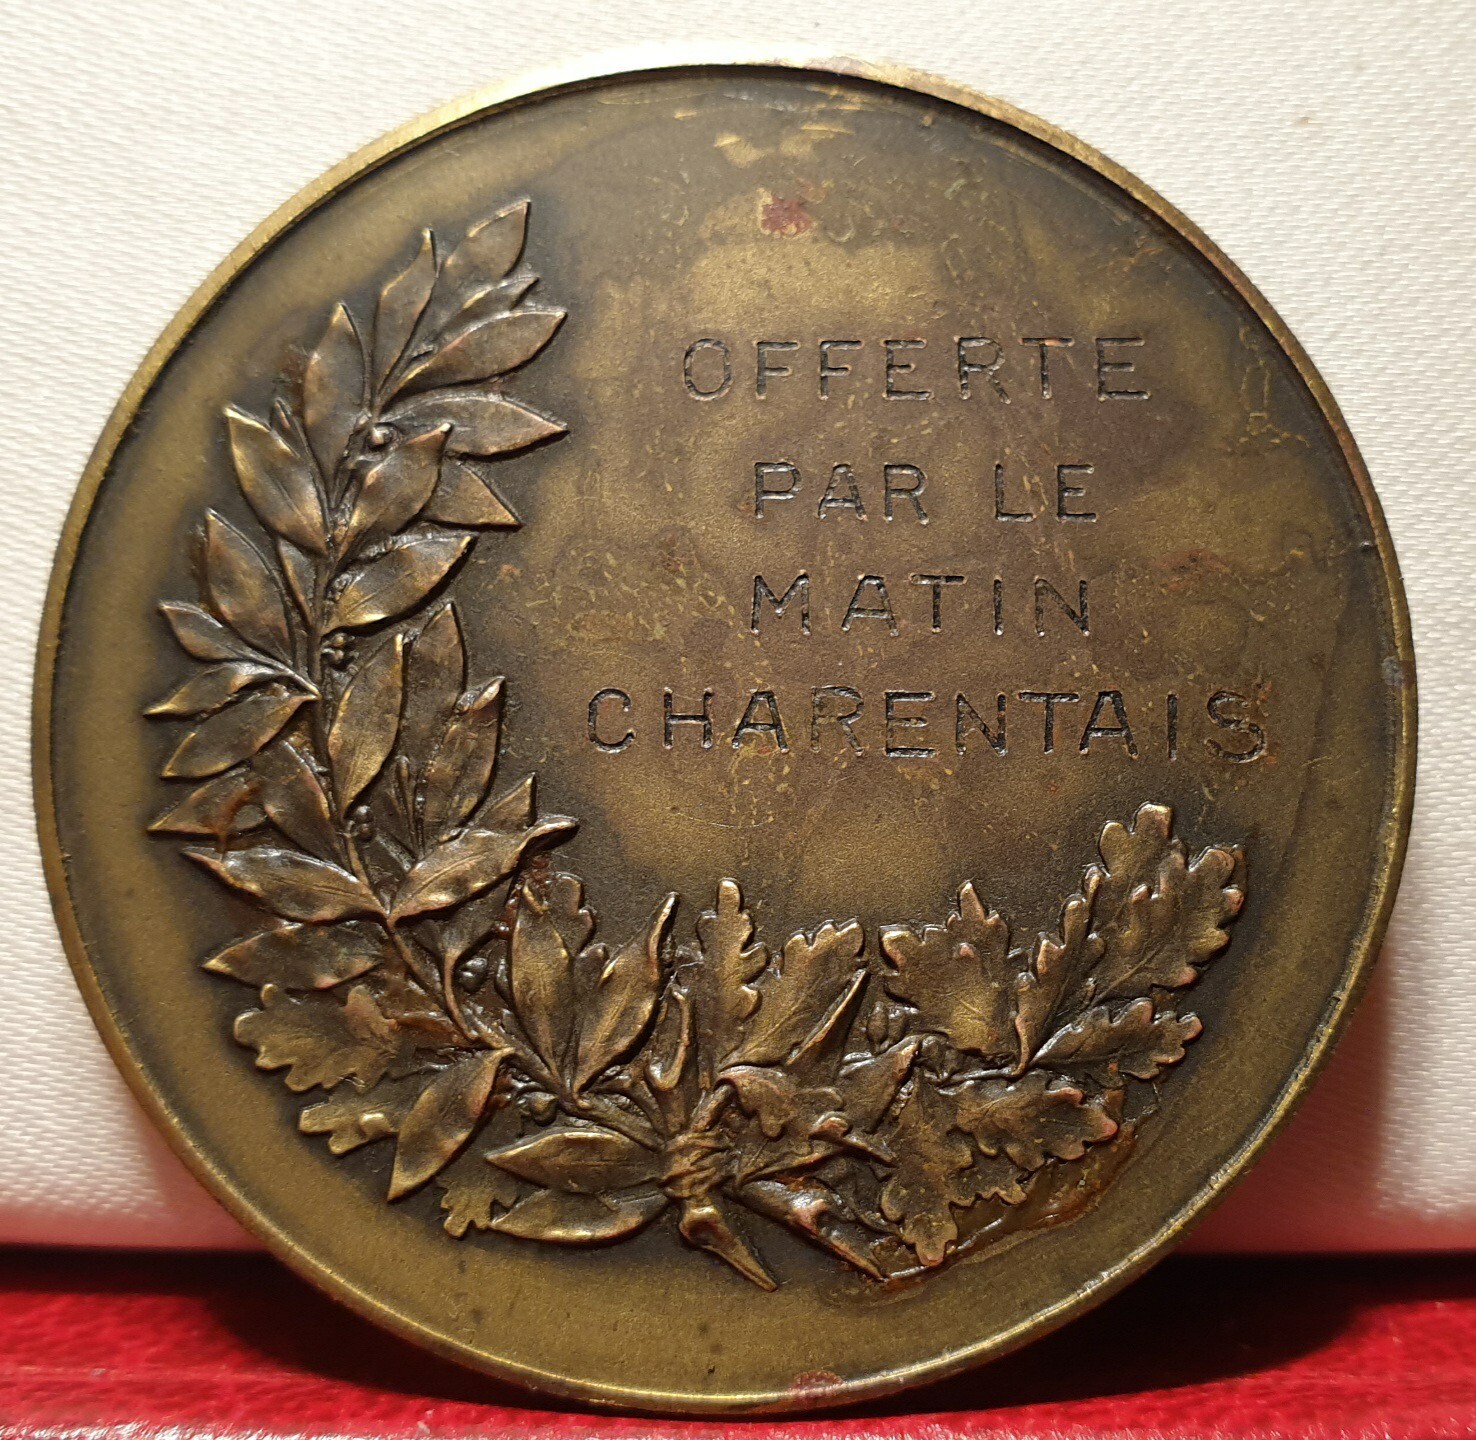 OFFERTE
PAR LE
MATIN
CHARENTAIS